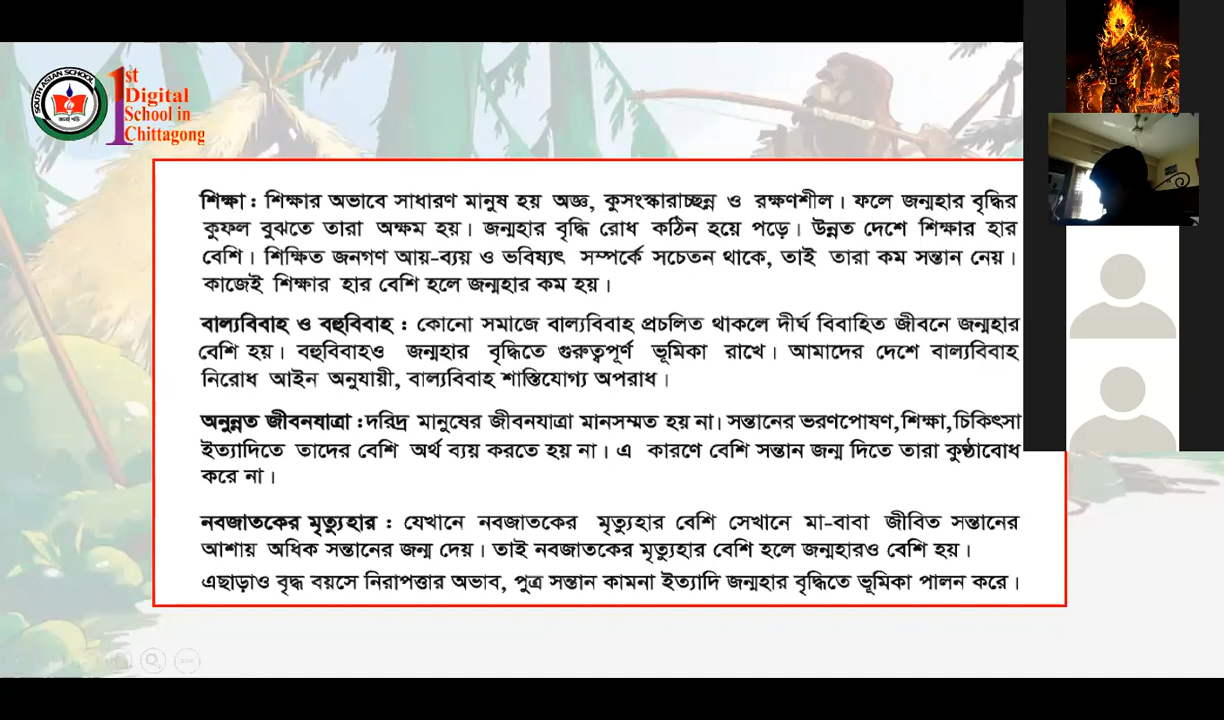 SOUTH ASIAN SCHOOL
1st
Digital
School in
Chittagong
শিক্ষা : শিক্ষার অভাবে সাধারণ মানুষ হয় অজ্ঞ, কুসংস্কারাচ্ছন্ন ও রক্ষণশীল। ফলে জন্মহার বৃদ্ধির
কুফল বুঝতে তারা অক্ষম হয়। জন্মহার বৃদ্ধি রোধ কঠিন হয়ে পড়ে। উন্নত দেশে শিক্ষার হার
বেশি। শিক্ষিত জনগণ আয়-ব্যয় ও ভবিষ্যৎ সম্পর্কে সচেতন থাকে, তাই তারা কম সন্তান নেয়।
কাজেই শিক্ষার হার বেশি হলে জন্মহার কম হয়।
বাল্যবিবাহ ও বহুবিবাহ : কোনো সমাজে বাল্যবিবাহ প্রচলিত থাকলে দীর্ঘ বিবাহিত জীবনে জন্মহার
বেশি হয়। বহুবিবাহও জন্মহার বৃদ্ধিতে গুরুত্বপূর্ণ ভূমিকা রাখে। আমাদের দেশে বাল্যবিবাহ
নিরোধ আইন অনুযায়ী, বাল্যবিবাহ শাস্তিযোগ্য অপরাধ।
অনুন্নত জীবনযাত্রা :দরিদ্র মানুষের জীবনযাত্রা মানসম্মত হয় না। সন্তানের ভরণপোষণ,শিক্ষা,চিকিৎসা
ইত্যাদিতে তাদের বেশি অর্থ ব্যয় করতে হয় না। এ কারণে বেশি সন্তান জন্ম দিতে তারা কুণ্ঠাবোধ
করে না।
নবজাতকের মৃত্যুহার : যেখানে নবজাতকের মৃত্যুহার বেশি সেখানে মা-বাবা জীবিত সন্তানের
আশায় অধিক সন্তানের জন্ম দেয়। তাই নবজাতকের মৃত্যুহার বেশি হলে জন্মহারও বেশি হয়।
এছাড়াও বৃদ্ধ বয়সে নিরাপত্তার অভাব, পুত্র সন্তান কামনা ইত্যাদি জন্মহার বৃদ্ধিতে ভূমিকা পালন করে।